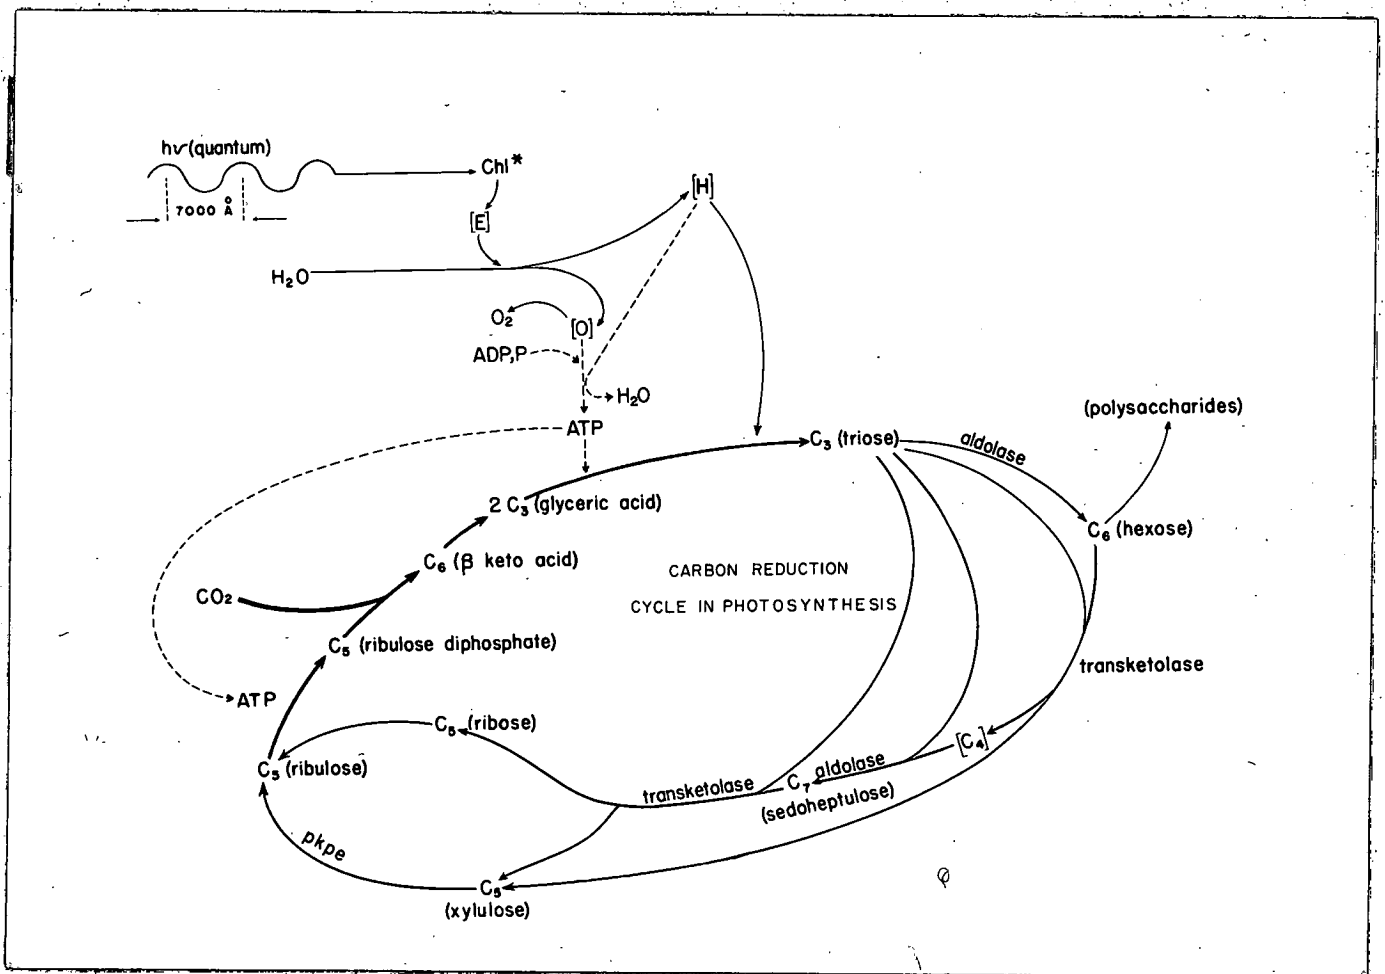 hν(quantum)
Chl*
[H]
7000 Å
[E]
H₂O
O₂
[O]
ADP,P
H₂O
(polysaccharides)
ATP
C₃ (triose)
aldolase
2 C₃ (glyceric acid)
C₆ (hexose)
C₆ (β keto acid)
CARBON REDUCTION
CYCLE IN PHOTOSYNTHESIS
CO₂
C₅ (ribulose diphosphate)
transketolase
ATP
C₅ (ribose)
[C₄]
C₅ (ribulose)
aldolase
C₇
transketolase
(sedoheptulose)
pkpe
C₅
(xylulose)